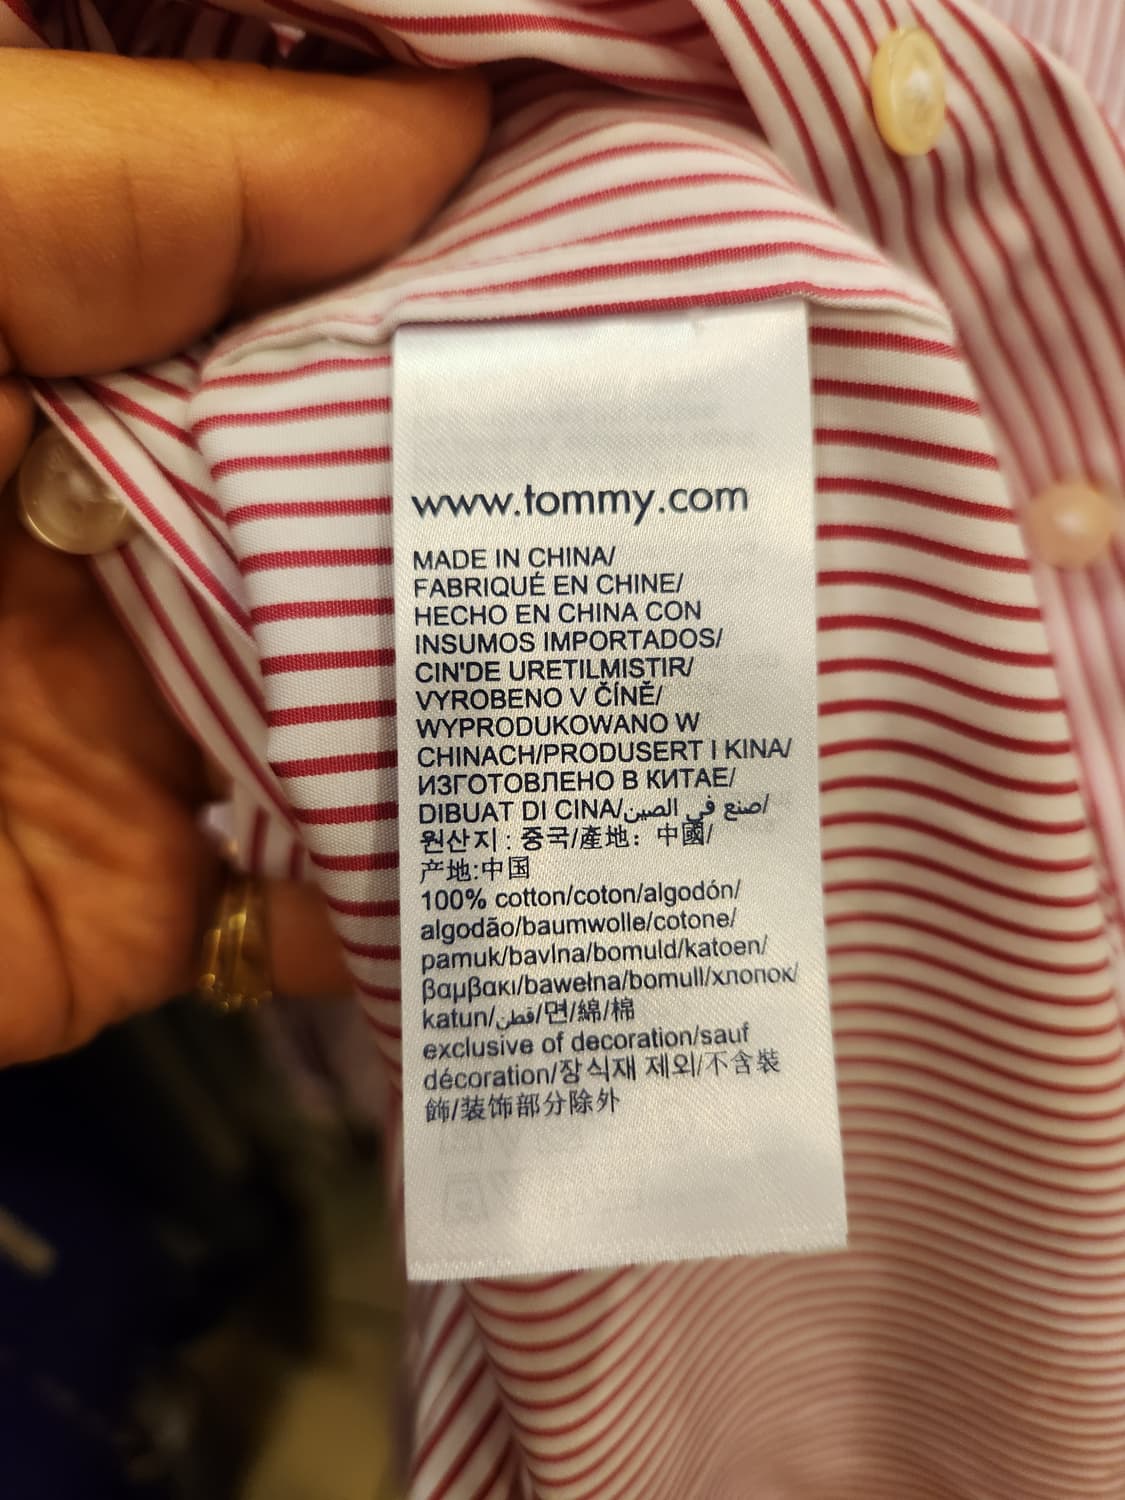 www.tommy.com
MADE IN CHINA/
FABRIQUÉ EN CHINE/
HECHO EN CHINA CON
INSUMOS IMPORTADOS/
CIN'DE URETILMISTIR/
VYROBENO V ČÍNĚ/
WYPRODUKOWANO W
CHINACH/PRODUSERT I KINA/
ИЗГОТОВЛЕНО В КИТАЕ/
DIBUAT DI CINA/صنع في الصين/
원산지 : 중국/產地：中國/
产地:中国
100% cotton/coton/algodón/
algodão/baumwolle/cotone/
pamuk/bavlna/bomuld/katoen/
βαμβακι/bawełna/bomull/хлопок/
katun/قطن/면/綿/棉
exclusive of decoration/sauf
décoration/장식재 제외/不含裝
飾/装饰部分除外